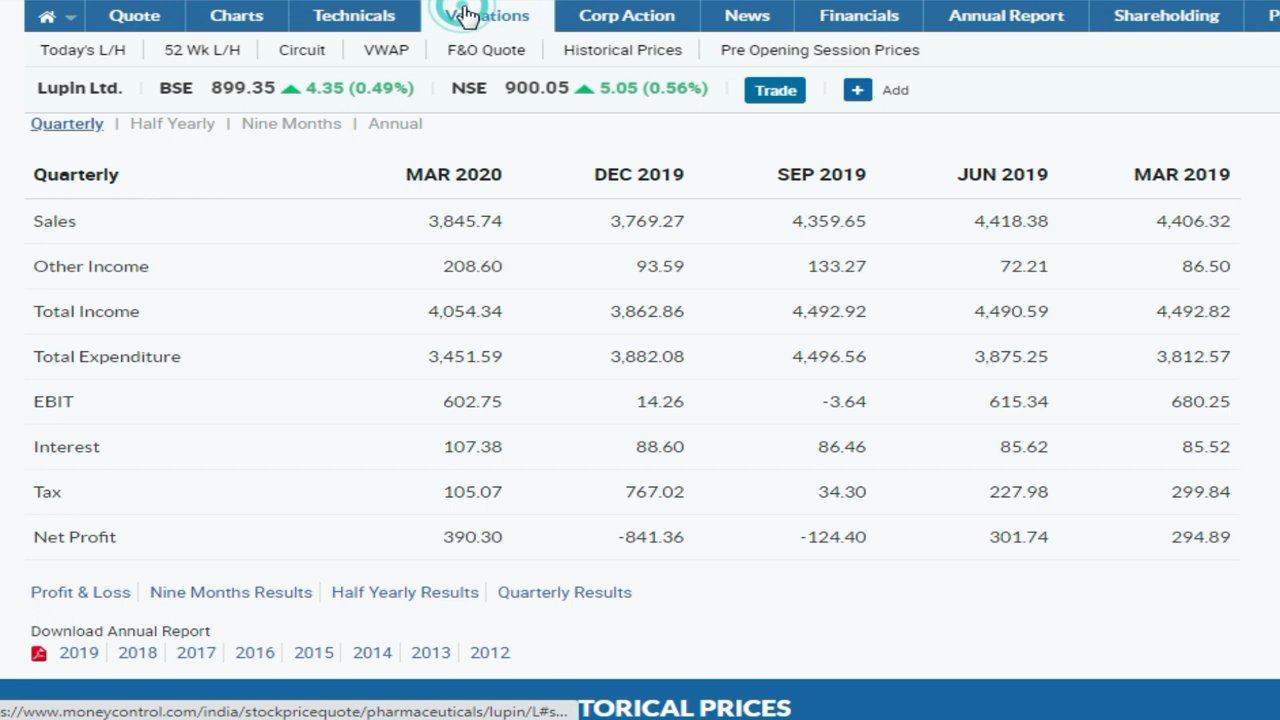 Quote Charts Technicals Corp Action News Financials Annual Report Shareholding P
Today's L/H 52 Wk L/H Circuit VWAP F&O Quote Historical Prices Pre Opening Session Prices
Lupin Ltd. BSE 899.35 4.35 (0.49%) NSE 900.05 5.05 (0.56%) Trade + Add
Quarterly | Half Yearly | Nine Months | Annual
Quarterly MAR 2020 DEC 2019 SEP 2019 JUN 2019 MAR 2019
Sales 3,845.74 3,769.27 4,359.65 4,418.38 4,406.32
Other Income 208.60 93.59 133.27 72.21 86.50
Total Income 4,054.34 3,862.86 4,492.92 4,490.59 4,492.82
Total Expenditure 3,451.59 3,882.08 4,496.56 3,875.25 3,812.57
EBIT 602.75 14.26 -3.64 615.34 680.25
Interest 107.38 88.60 86.46 85.62 85.52
Tax 105.07 767.02 34.30 227.98 299.84
Net Profit 390.30 -841.36 -124.40 301.74 294.89
Profit & Loss Nine Months Results Half Yearly Results Quarterly Results
Download Annual Report
2019 2018 2017 2016 2015 2014 2013 2012
TORICAL PRICES
s://www.moneycontrol.com/india/stockpricequote/pharmaceuticals/lupin/L#s...